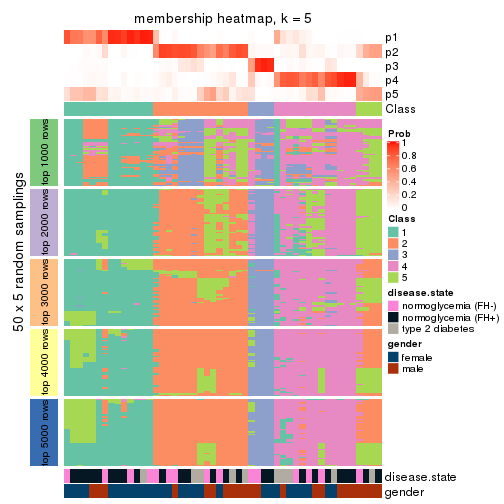 membership heatmap, k = 5
p1
p2
p3
p4
p5
Class
50 x 5 random samplings
top 1000 rows
top 2000 rows
top 3000 rows
top 4000 rows
top 5000 rows
Prob
1
0.8
0.6
0.4
0.2
0
Class
1
2
3
4
5
disease.state
normoglycemia (FH-)
normoglycemia (FH+)
type 2 diabetes
gender
female
male
disease.state
gender